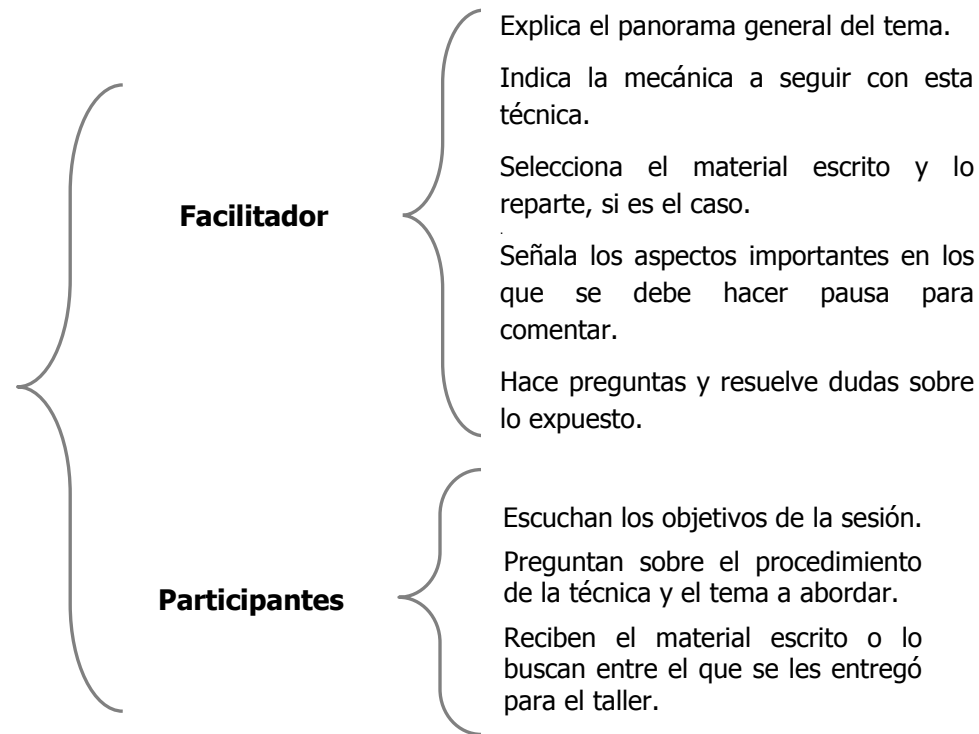 Explica el panorama general del tema.
Indica la mecánica a seguir con esta
técnica.
Selecciona el material escrito y lo
reparte, si es el caso.
.
Señala los aspectos importantes en los
que se debe hacer pausa para
comentar.
Hace preguntas y resuelve dudas sobre
lo expuesto.
Facilitador
Escuchan los objetivos de la sesión.
Preguntan sobre el procedimiento
de la técnica y el tema a abordar.
Reciben el material escrito o lo
buscan entre el que se les entregó
para el taller.
Participantes